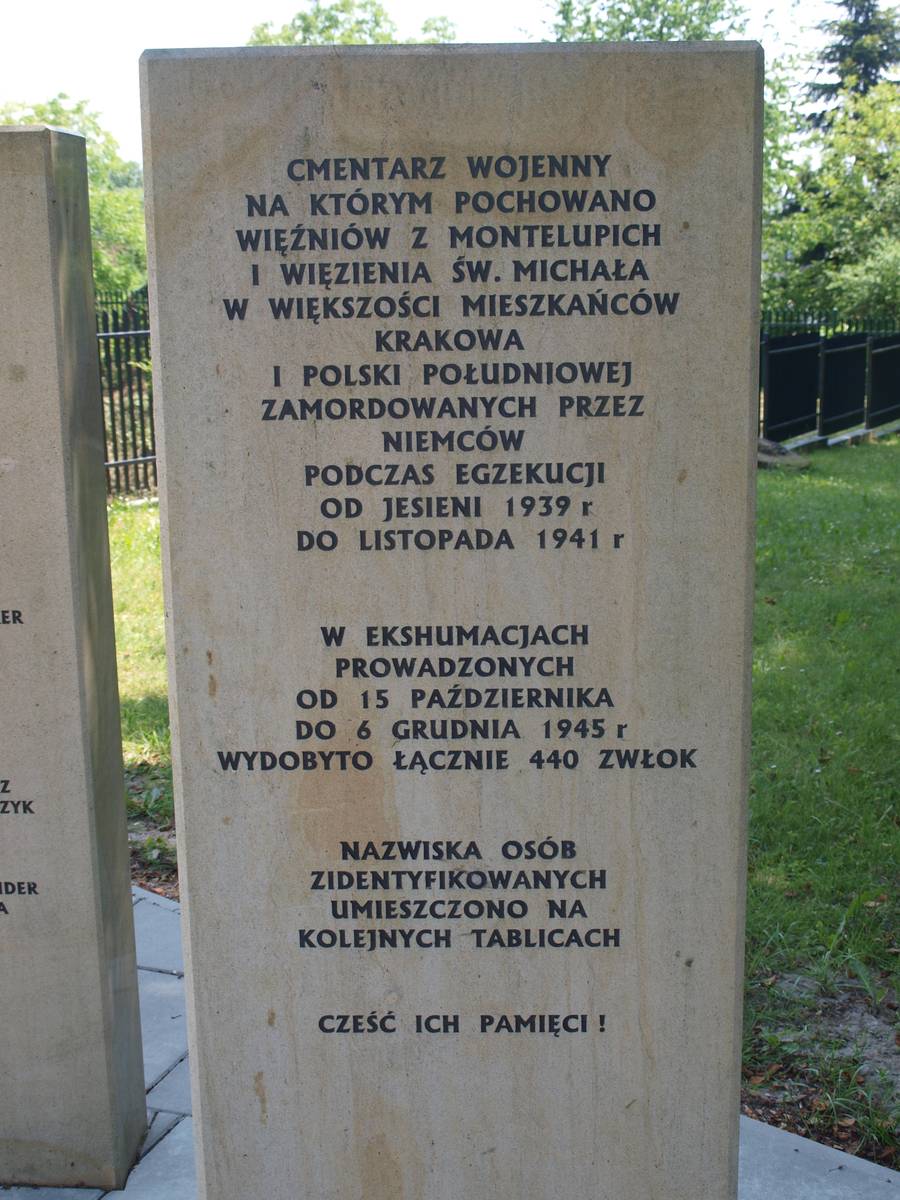 CMENTARZ WOJENNY
NA KTÓRYM POCHOWANO
WIĘŹNIÓW Z MONTELUPICH
I WIĘZIENIA ŚW. MICHAŁA
W WIĘKSZOŚCI MIESZKAŃCÓW
KRAKOWA
I POLSKI POŁUDNIOWEJ
ZAMORDOWANYCH PRZEZ
NIEMCÓW
PODCZAS EGZEKUCJI
OD JESIENI 1939 r
DO LISTOPADA 1941 r
W EKSHUMACJACH
PROWADZONYCH
OD 15 PAŹDZIERNIKA
DO 6 GRUDNIA 1945 r
WYDOBYTO ŁĄCZNIE 440 ZWŁOK
NAZWISKA OSÓB
ZIDENTYFIKOWANYCH
UMIESZCZONO NA
KOLEJNYCH TABLICACH
CZEŚĆ ICH PAMIĘCI !